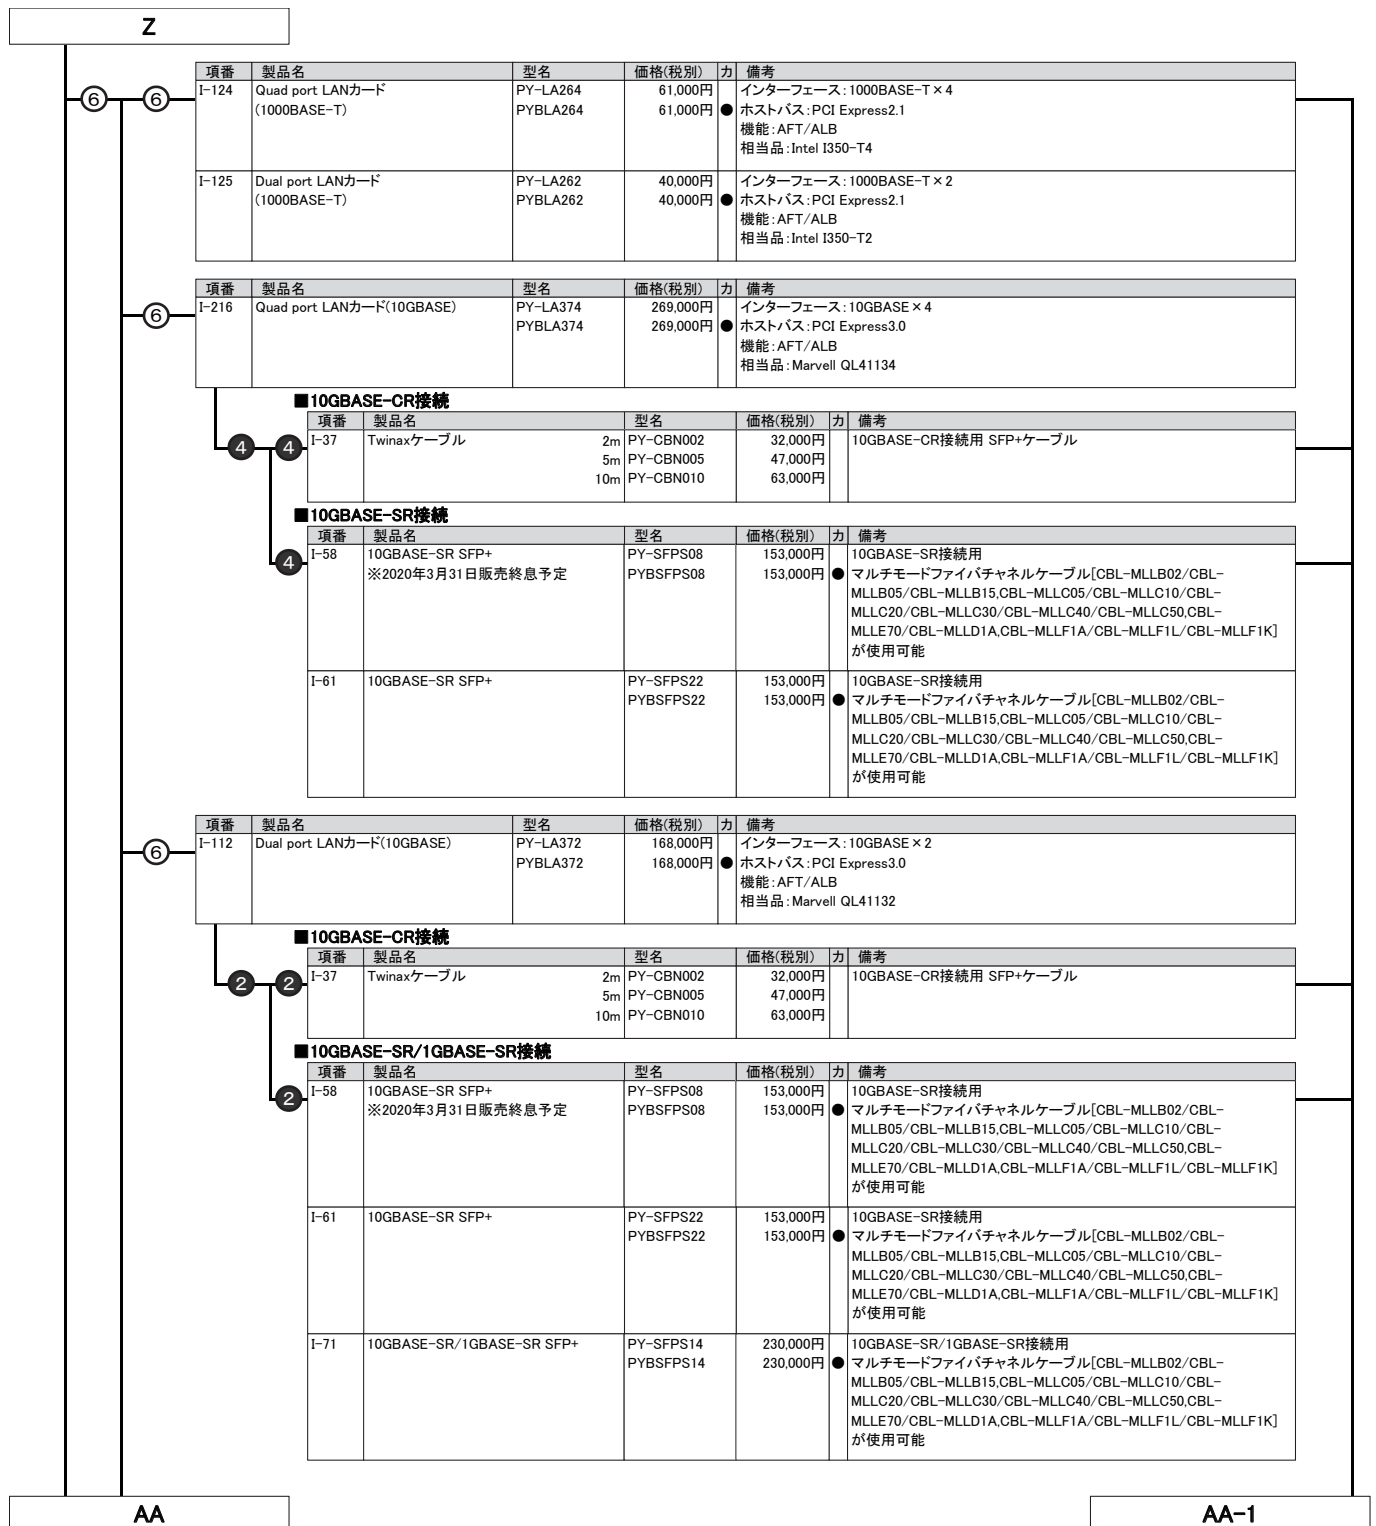 Z
項番 製品名 型名 価格(税別) カ 備考
⑥ ⑥ I-124 Quad port LANカード PY-LA264 61,000円 インターフェース:1000BASE-T×4
(1000BASE-T) PYBLA264 61,000円 ● ホストバス:PCI Express2.1
機能:AFT/ALB
相当品:Intel I350-T4
I-125 Dual port LANカード PY-LA262 40,000円 インターフェース:1000BASE-T×2
(1000BASE-T) PYBLA262 40,000円 ● ホストバス:PCI Express2.1
機能:AFT/ALB
相当品:Intel I350-T2
項番 製品名 型名 価格(税別) カ 備考
⑥ I-216 Quad port LANカード(10GBASE) PY-LA374 269,000円 インターフェース:10GBASE×4
PYBLA374 269,000円 ● ホストバス:PCI Express3.0
機能:AFT/ALB
相当品:Marvell QL41134
■10GBASE-CR接続
項番 製品名 型名 価格(税別) カ 備考
❹ ❹ I-37 Twinaxケーブル 2m PY-CBN002 32,000円 10GBASE-CR接続用 SFP+ケーブル
5m PY-CBN005 47,000円
10m PY-CBN010 63,000円
■10GBASE-SR接続
項番 製品名 型名 価格(税別) カ 備考
❹ I-58 10GBASE-SR SFP+ PY-SFPS08 153,000円 10GBASE-SR接続用
※2020年3月31日販売終息予定 PYBSFPS08 153,000円 ● マルチモードファイバチャネルケーブル[CBL-MLLB02/CBL-
MLLB05/CBL-MLLB15,CBL-MLLC05/CBL-MLLC10/CBL-
MLLC20/CBL-MLLC30/CBL-MLLC40/CBL-MLLC50,CBL-
MLLE70/CBL-MLLD1A,CBL-MLLF1A/CBL-MLLF1L/CBL-MLLF1K]
が使用可能
I-61 10GBASE-SR SFP+ PY-SFPS22 153,000円 10GBASE-SR接続用
PYBSFPS22 153,000円 ● マルチモードファイバチャネルケーブル[CBL-MLLB02/CBL-
MLLB05/CBL-MLLB15,CBL-MLLC05/CBL-MLLC10/CBL-
MLLC20/CBL-MLLC30/CBL-MLLC40/CBL-MLLC50,CBL-
MLLE70/CBL-MLLD1A,CBL-MLLF1A/CBL-MLLF1L/CBL-MLLF1K]
が使用可能
項番 製品名 型名 価格(税別) カ 備考
⑥ I-112 Dual port LANカード(10GBASE) PY-LA372 168,000円 インターフェース:10GBASE×2
PYBLA372 168,000円 ● ホストバス:PCI Express3.0
機能:AFT/ALB
相当品:Marvell QL41132
■10GBASE-CR接続
項番 製品名 型名 価格(税別) カ 備考
❷ ❷ I-37 Twinaxケーブル 2m PY-CBN002 32,000円 10GBASE-CR接続用 SFP+ケーブル
5m PY-CBN005 47,000円
10m PY-CBN010 63,000円
■10GBASE-SR/1GBASE-SR接続
項番 製品名 型名 価格(税別) カ 備考
❷ I-58 10GBASE-SR SFP+ PY-SFPS08 153,000円 10GBASE-SR接続用
※2020年3月31日販売終息予定 PYBSFPS08 153,000円 ● マルチモードファイバチャネルケーブル[CBL-MLLB02/CBL-
MLLB05/CBL-MLLB15,CBL-MLLC05/CBL-MLLC10/CBL-
MLLC20/CBL-MLLC30/CBL-MLLC40/CBL-MLLC50,CBL-
MLLE70/CBL-MLLD1A,CBL-MLLF1A/CBL-MLLF1L/CBL-MLLF1K]
が使用可能
I-61 10GBASE-SR SFP+ PY-SFPS22 153,000円 10GBASE-SR接続用
PYBSFPS22 153,000円 ● マルチモードファイバチャネルケーブル[CBL-MLLB02/CBL-
MLLB05/CBL-MLLB15,CBL-MLLC05/CBL-MLLC10/CBL-
MLLC20/CBL-MLLC30/CBL-MLLC40/CBL-MLLC50,CBL-
MLLE70/CBL-MLLD1A,CBL-MLLF1A/CBL-MLLF1L/CBL-MLLF1K]
が使用可能
I-71 10GBASE-SR/1GBASE-SR SFP+ PY-SFPS14 230,000円 10GBASE-SR/1GBASE-SR接続用
PYBSFPS14 230,000円 ● マルチモードファイバチャネルケーブル[CBL-MLLB02/CBL-
MLLB05/CBL-MLLB15,CBL-MLLC05/CBL-MLLC10/CBL-
MLLC20/CBL-MLLC30/CBL-MLLC40/CBL-MLLC50,CBL-
MLLE70/CBL-MLLD1A,CBL-MLLF1A/CBL-MLLF1L/CBL-MLLF1K]
が使用可能
AA AA-1